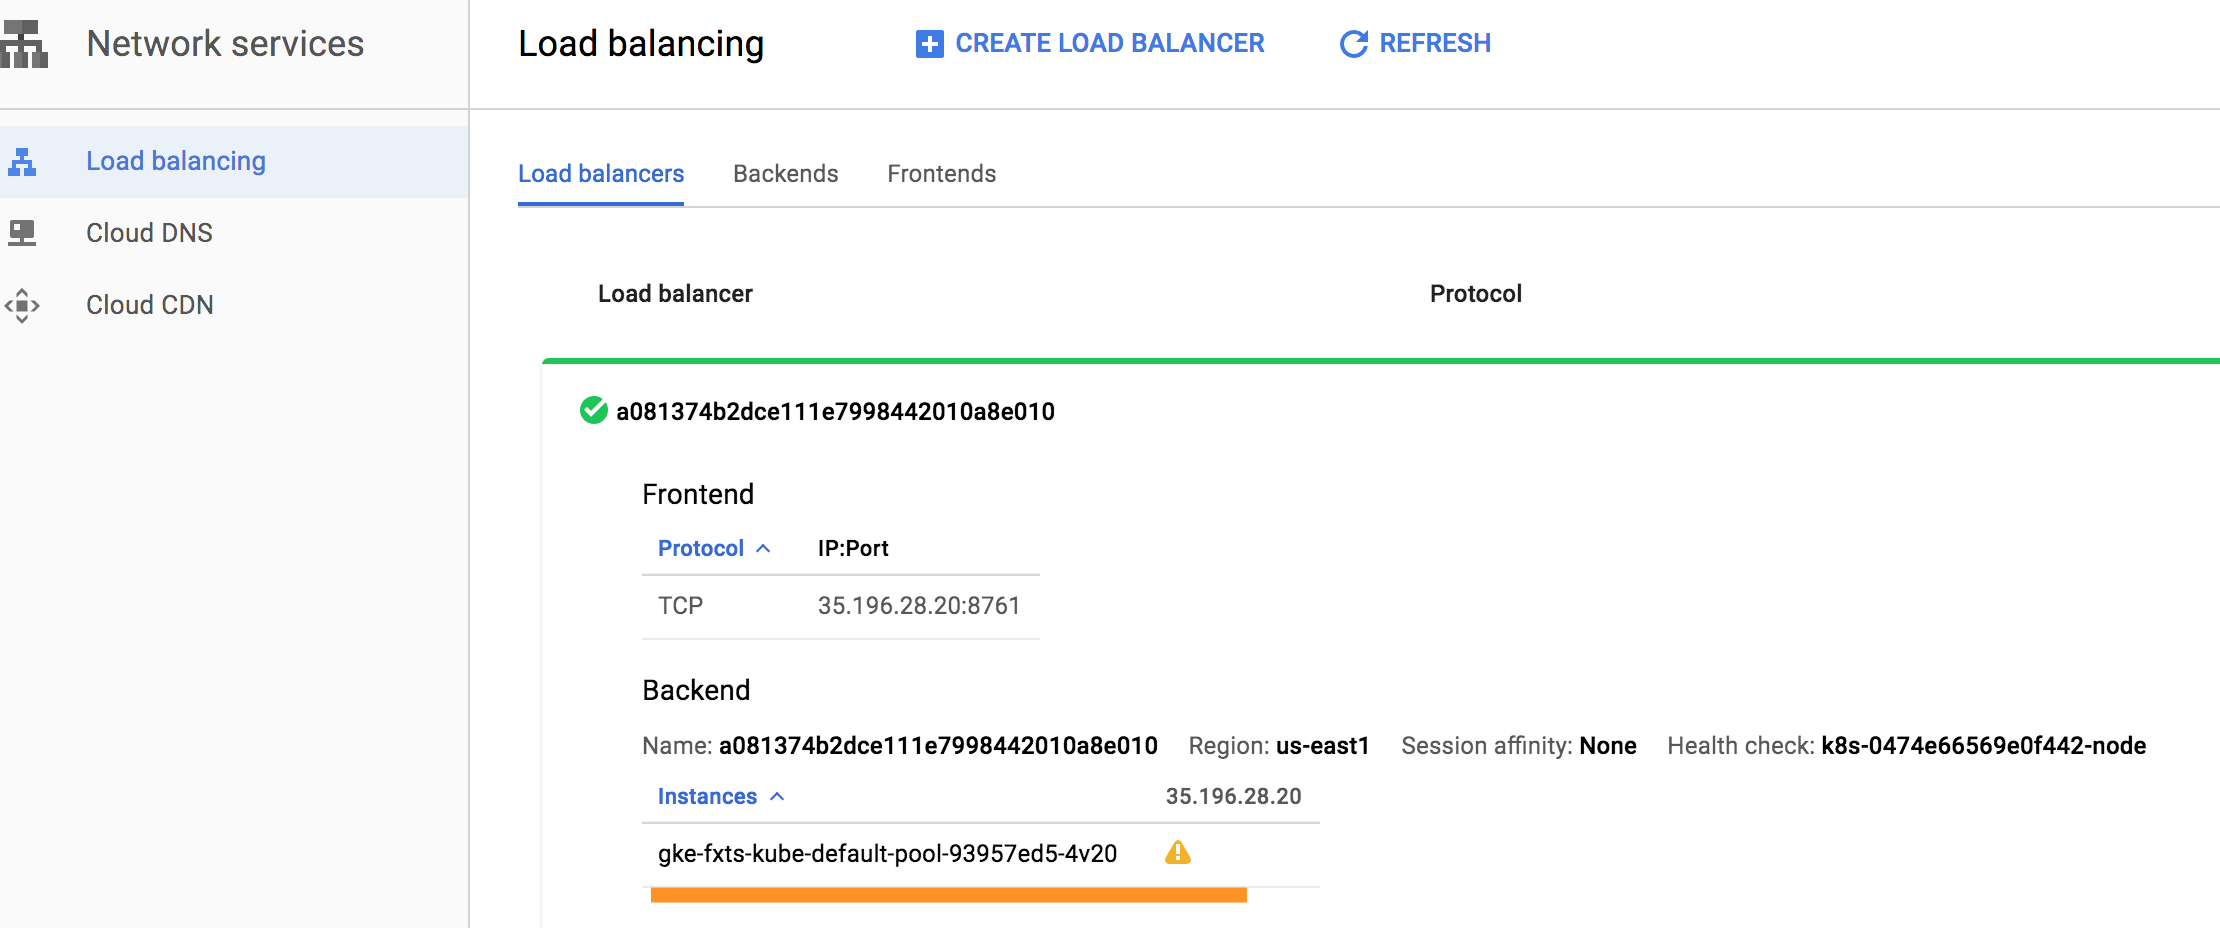 Network services
Load balancing
CREATE LOAD BALANCER
REFRESH
Load balancing
Cloud DNS
Cloud CDN
Load balancers Backends Frontends
Load balancer Protocol
a081374b2dce111e7998442010a8e010
Frontend
Protocol IP:Port
TCP 35.196.28.20:8761
Backend
Name: a081374b2dce111e7998442010a8e010 Region: us-east1 Session affinity: None Health check: k8s-0474e66569e0f442-node
Instances 35.196.28.20
gke-fxts-kube-default-pool-93957ed5-4v20